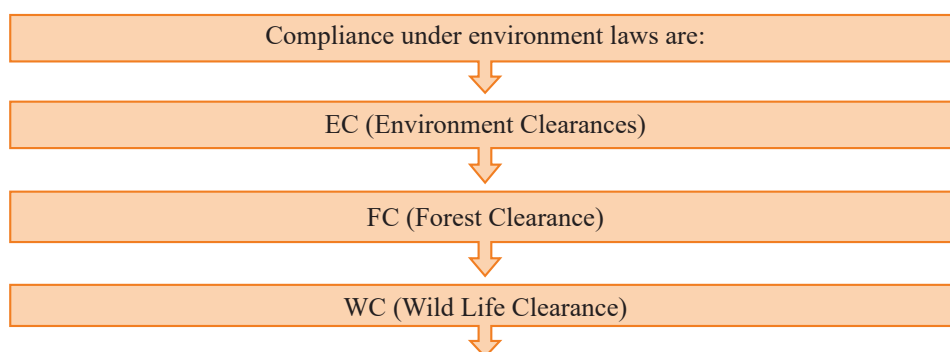 Compliance under environment laws are:
EC (Environment Clearances)
FC (Forest Clearance)
WC (Wild Life Clearance)